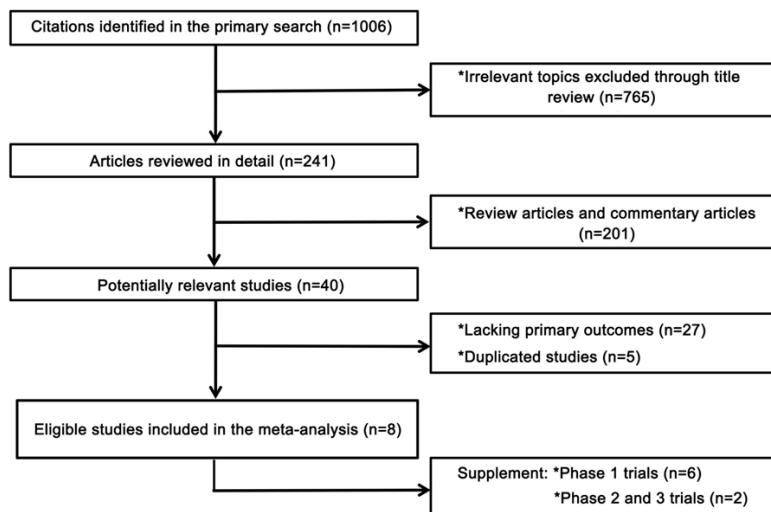 Citations identified in the primary search (n=1006)
*Irrelevant topics excluded through title
review (n=765)
Articles reviewed in detail (n=241)
*Review articles and commentary articles
(n=201)
Potentially relevant studies (n=40)
*Lacking primary outcomes (n=27)
*Duplicated studies (n=5)
Eligible studies included in the meta-analysis (n=8)
Supplement: *Phase 1 trials (n=6)
*Phase 2 and 3 trials (n=2)